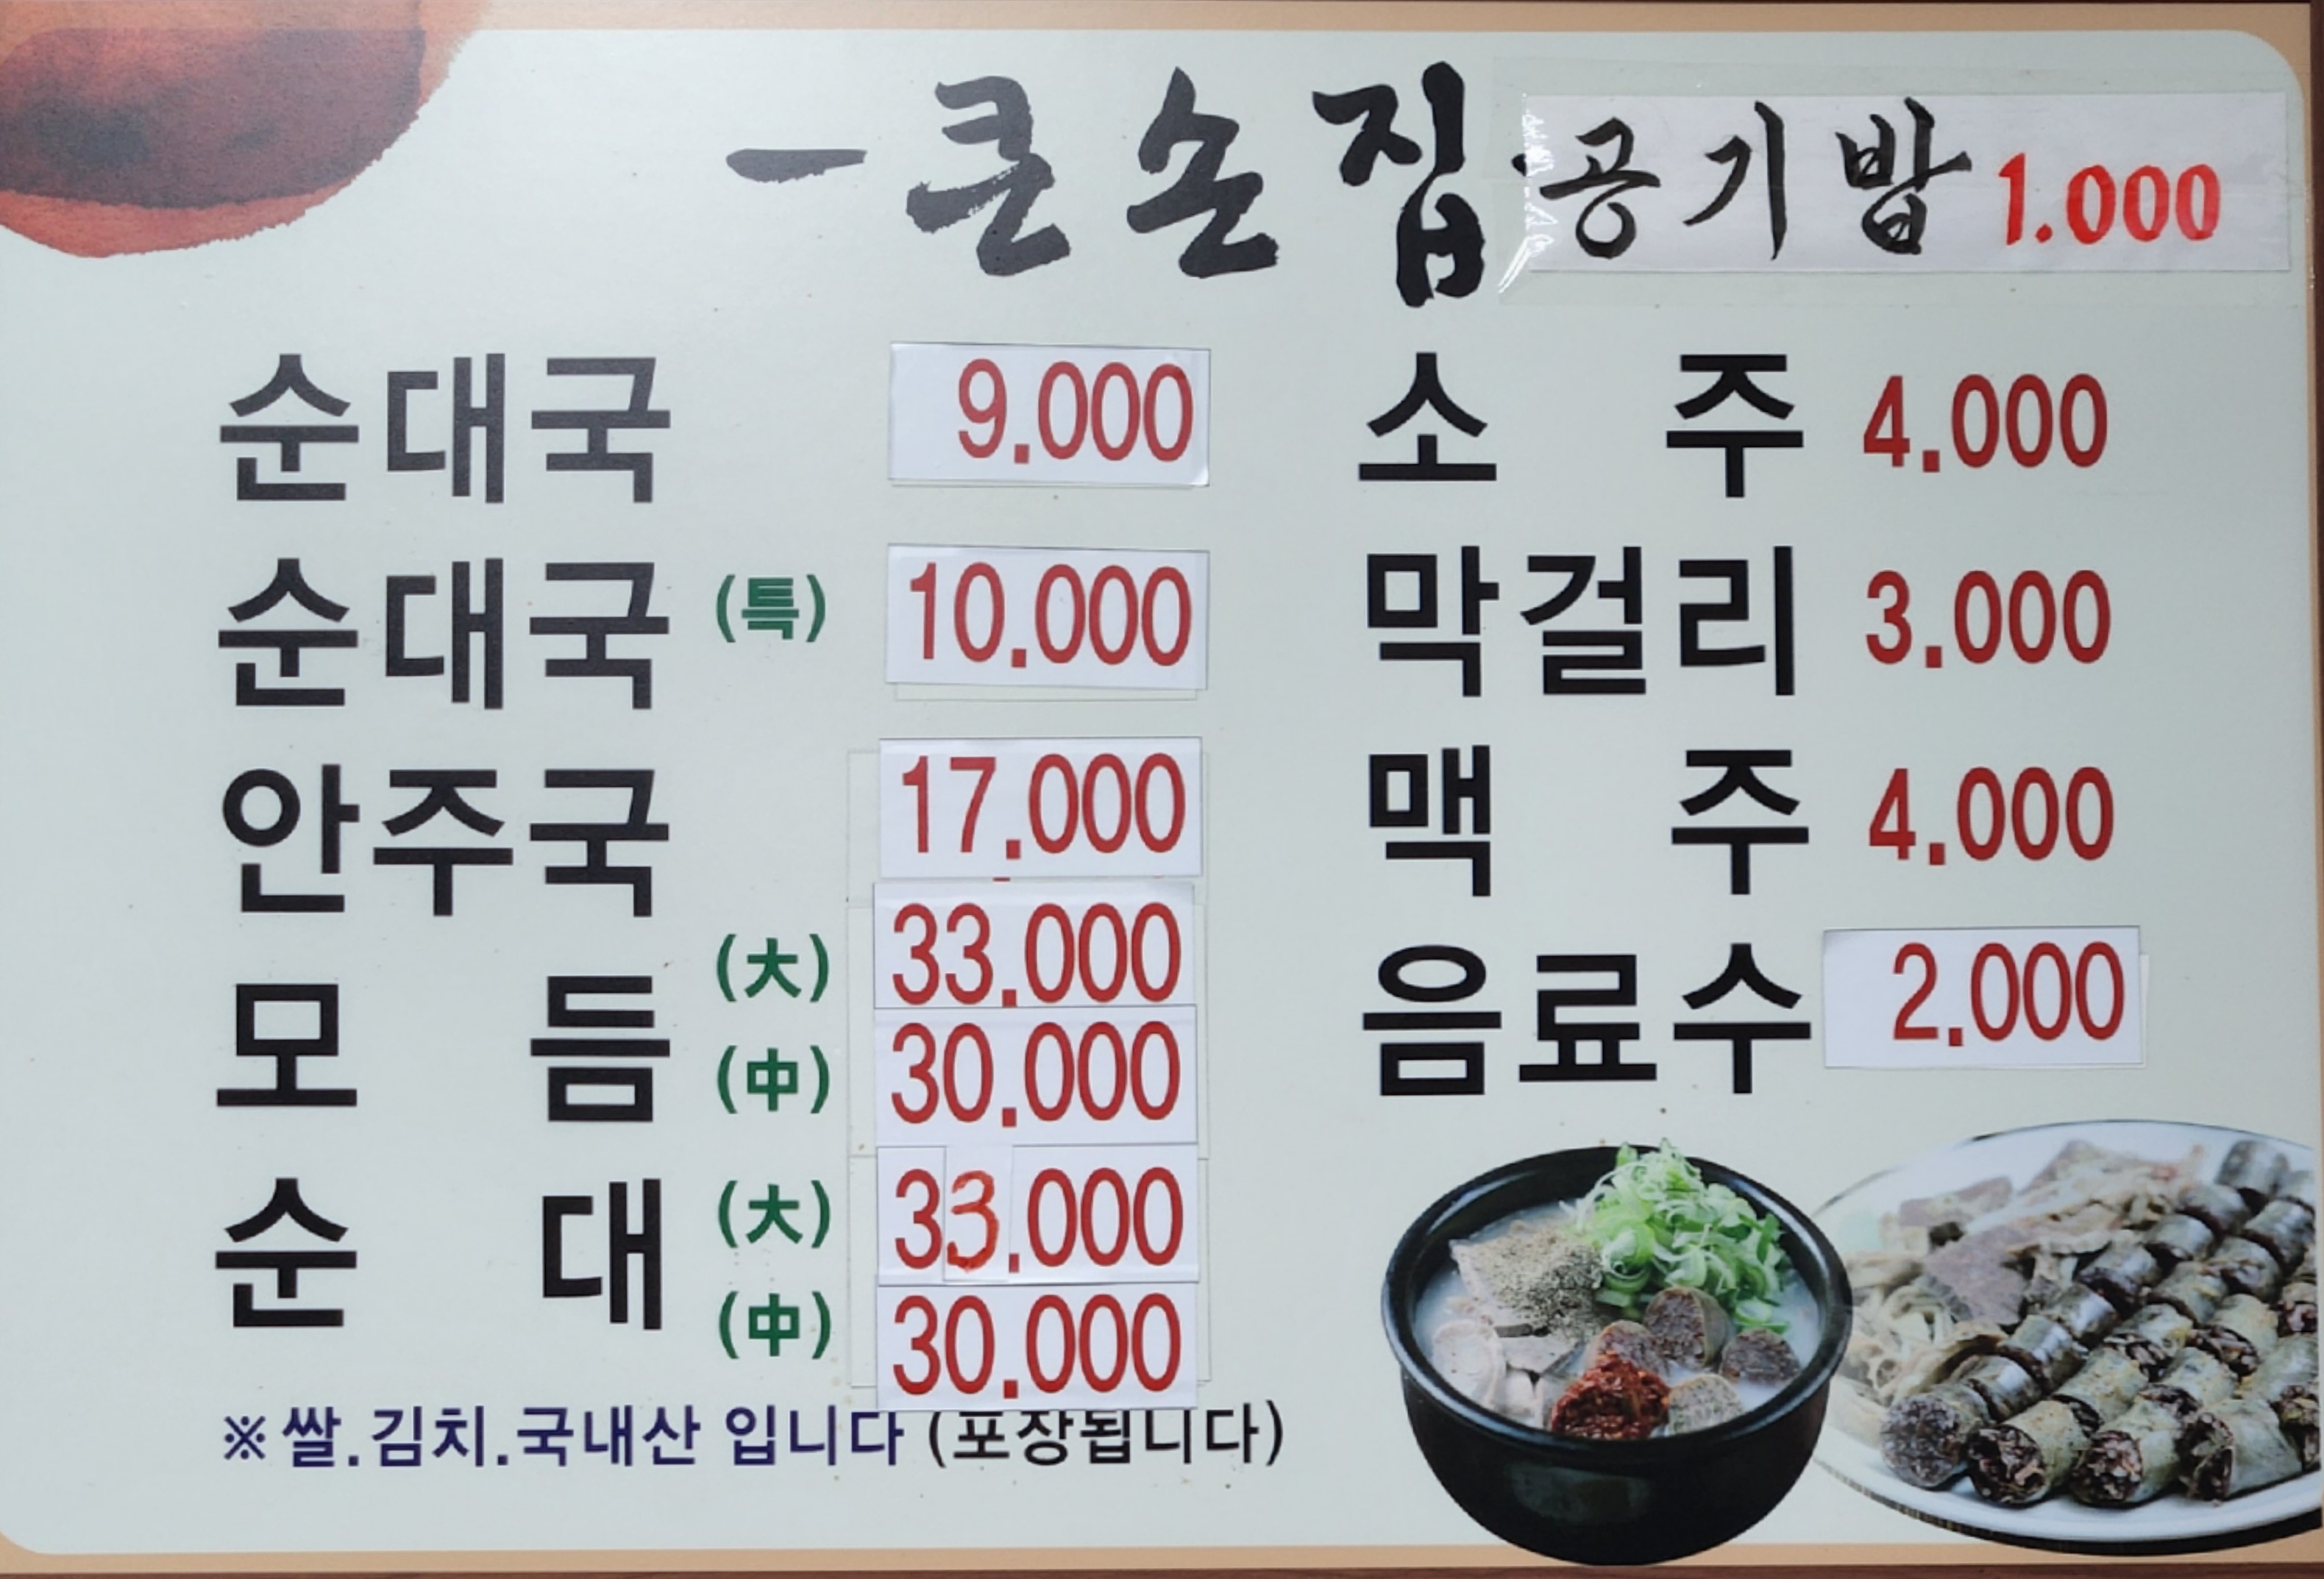 큰손집
공기밥 1.000
순대국 9.000
순대국 (특) 10.000
안주국 17.000
모듬 (大) 33.000
(中) 30.000
순대 (大) 33.000
(中) 30.000
소주 4.000
막걸리 3.000
맥주 4.000
음료수 2.000
※쌀.김치.국내산 입니다 (포장됩니다)